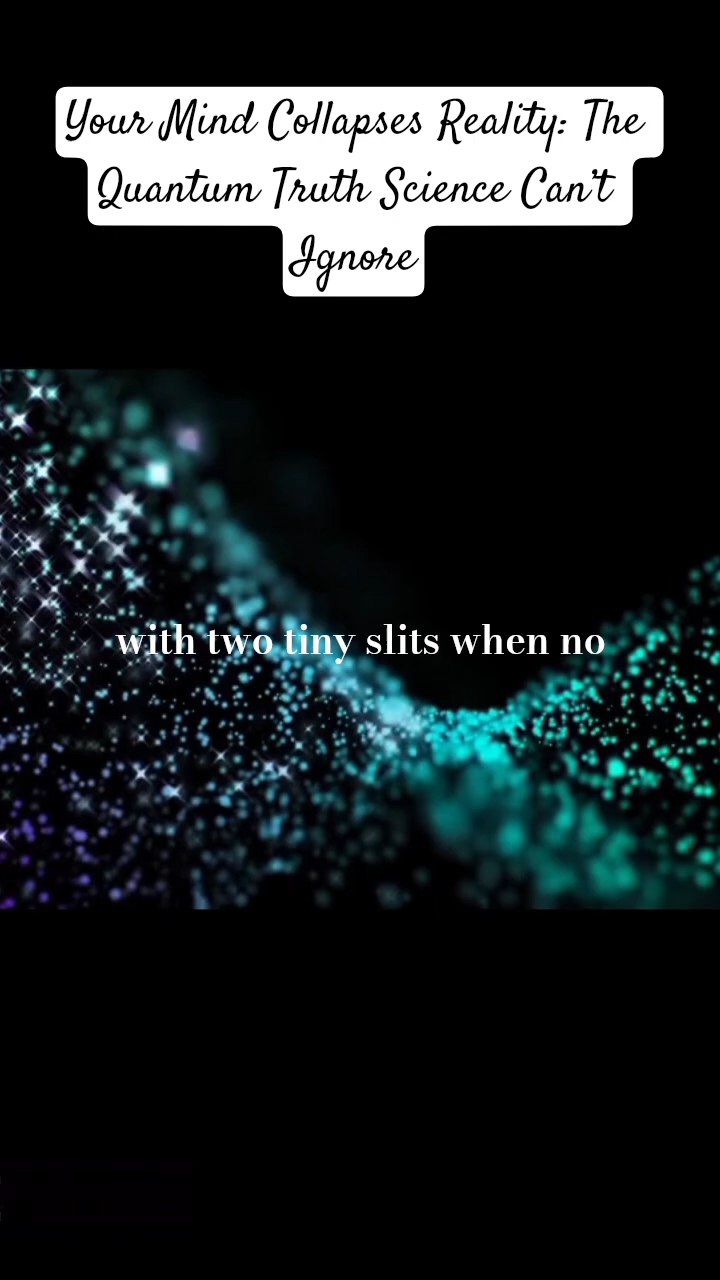 Your Mind Collapses Reality: The
Quantum Truth Science Can't
Ignore
with two tiny slits when no